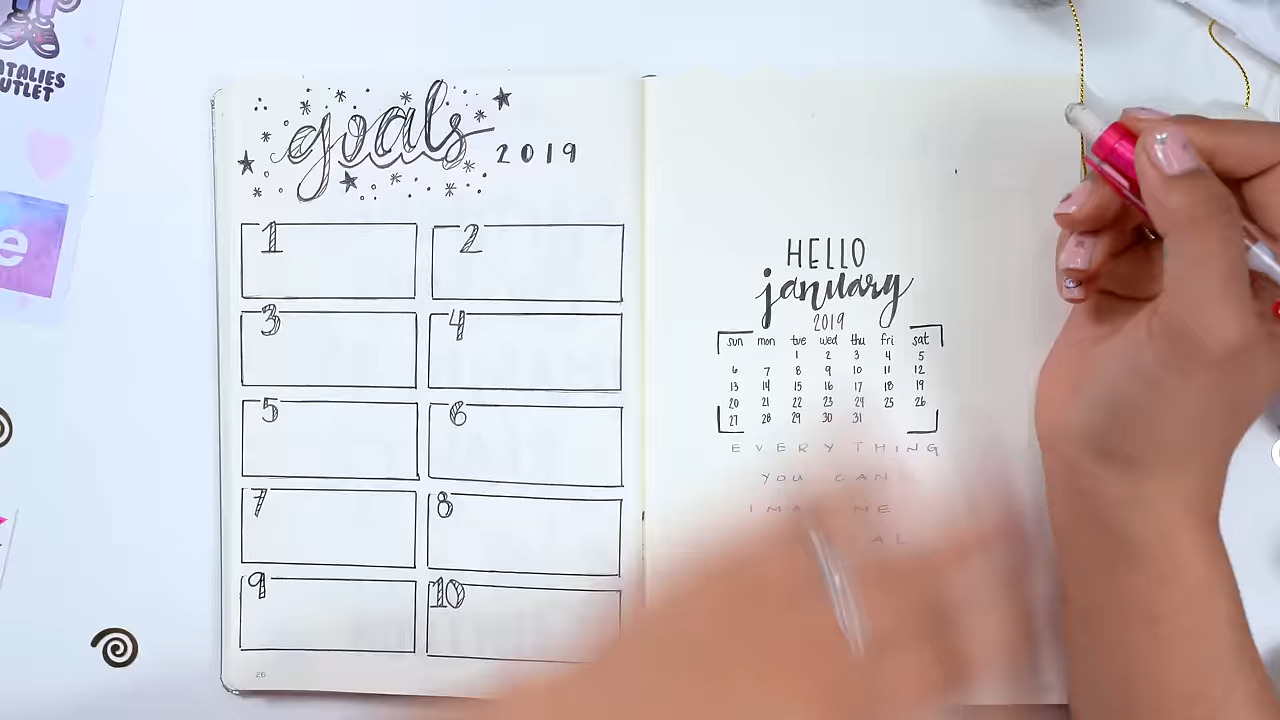 NATALIES
OUTLET
e
goals 2019
1
2
3
4
5
6
7
8
9
10
26
HELLO
january
2019
sun mon tue wed thu fri sat
1 2 3 4 5
6 7 8 9 10 11 12
13 14 15 16 17 18 19
20 21 22 23 24 25 26
27 28 29 30 31
EVERYTHING
YOU CAN